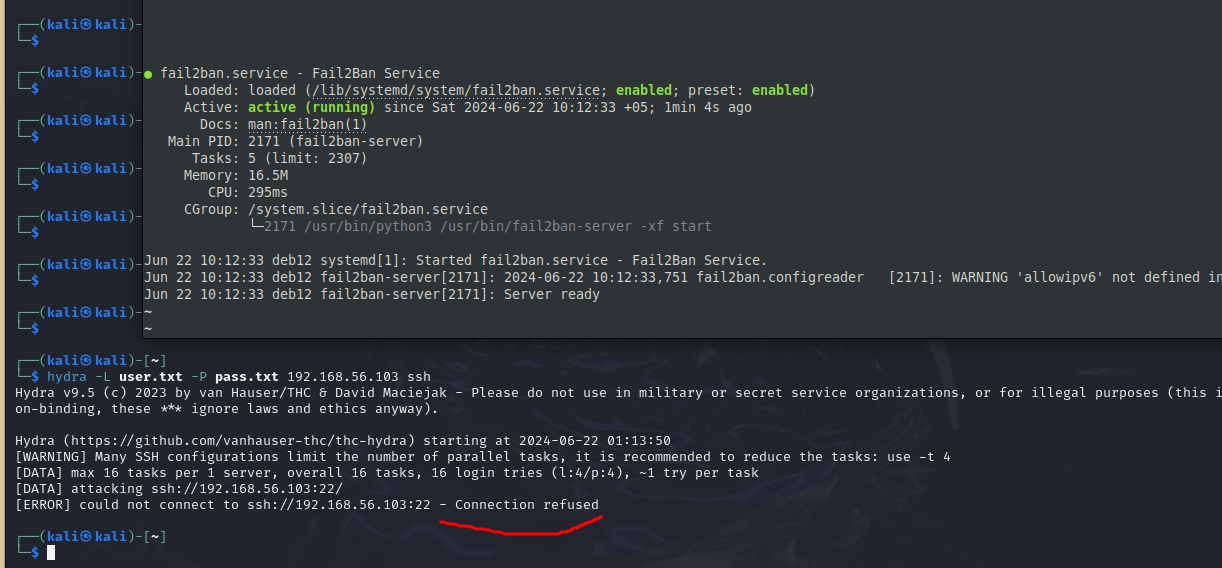 ┌──(kali㉿kali)-
└─$
┌──(kali㉿kali)-
└─$
┌──(kali㉿kali)-
└─$
┌──(kali㉿kali)-
└─$
┌──(kali㉿kali)-
└─$
┌──(kali㉿kali)-
└─$
┌──(kali㉿kali)-
└─$
● fail2ban.service - Fail2Ban Service
Loaded: loaded (/lib/systemd/system/fail2ban.service; enabled; preset: enabled)
Active: active (running) since Sat 2024-06-22 10:12:33 +05; 1min 4s ago
Docs: man:fail2ban(1)
Main PID: 2171 (fail2ban-server)
Tasks: 5 (limit: 2307)
Memory: 16.5M
CPU: 295ms
CGroup: /system.slice/fail2ban.service
└─2171 /usr/bin/python3 /usr/bin/fail2ban-server -xf start
Jun 22 10:12:33 deb12 systemd[1]: Started fail2ban.service - Fail2Ban Service.
Jun 22 10:12:33 deb12 fail2ban-server[2171]: 2024-06-22 10:12:33,751 fail2ban.configreader [2171]: WARNING 'allowipv6' not defined in
Jun 22 10:12:33 deb12 fail2ban-server[2171]: Server ready
~
~
┌──(kali㉿kali)-[~]
└─$ hydra -L user.txt -P pass.txt 192.168.56.103 ssh
Hydra v9.5 (c) 2023 by van Hauser/THC & David Maciejak - Please do not use in military or secret service organizations, or for illegal purposes (this i
on-binding, these *** ignore laws and ethics anyway).
Hydra (https://github.com/vanhauser-thc/thc-hydra) starting at 2024-06-22 01:13:50
[WARNING] Many SSH configurations limit the number of parallel tasks, it is recommended to reduce the tasks: use -t 4
[DATA] max 16 tasks per 1 server, overall 16 tasks, 16 login tries (l:4/p:4), ~1 try per task
[DATA] attacking ssh://192.168.56.103:22/
[ERROR] could not connect to ssh://192.168.56.103:22 - Connection refused
┌──(kali㉿kali)-[~]
└─$